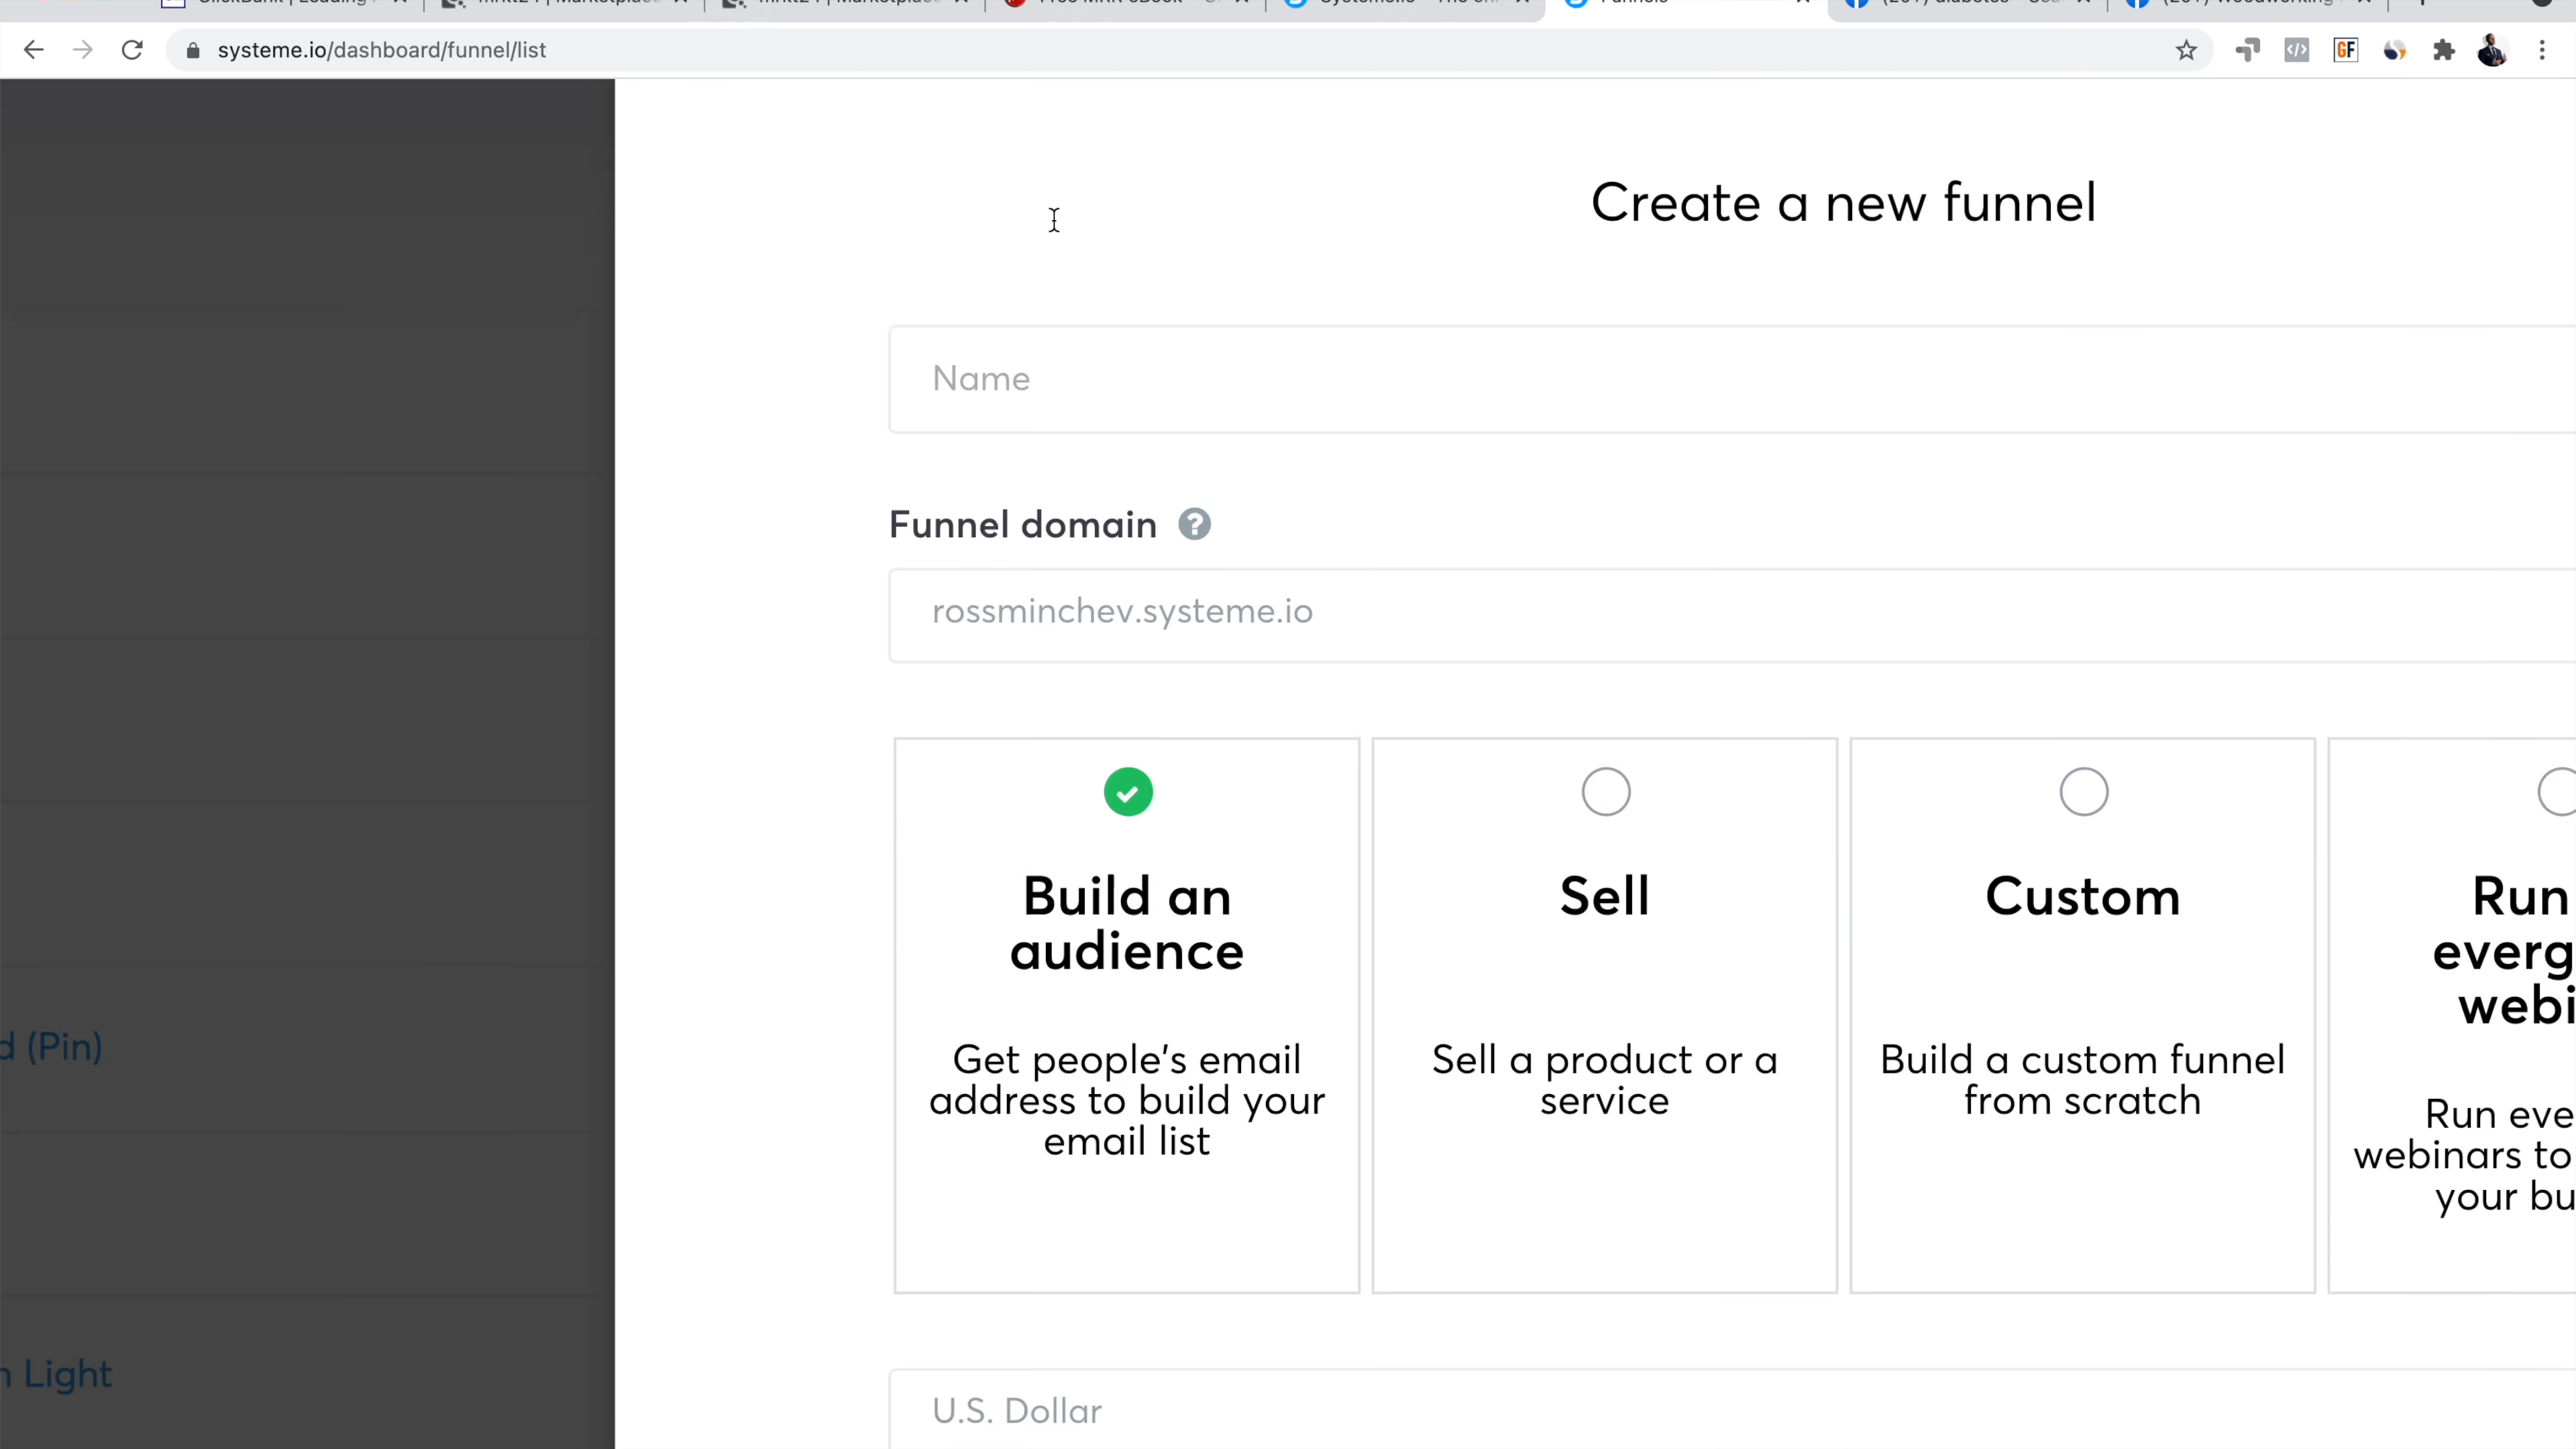 systeme.io/dashboard/funnel/list
Create a new funnel
Name
Funnel domain ?
rossminchev.systeme.io
Build an
audience
Get people's email
address to build your
email list
Sell
Sell a product or a
service
Custom
Build a custom funnel
from scratch
Run
everg
webi
Run eve
webinars to
your bu
U.S. Dollar
d (Pin)
n Light
GF